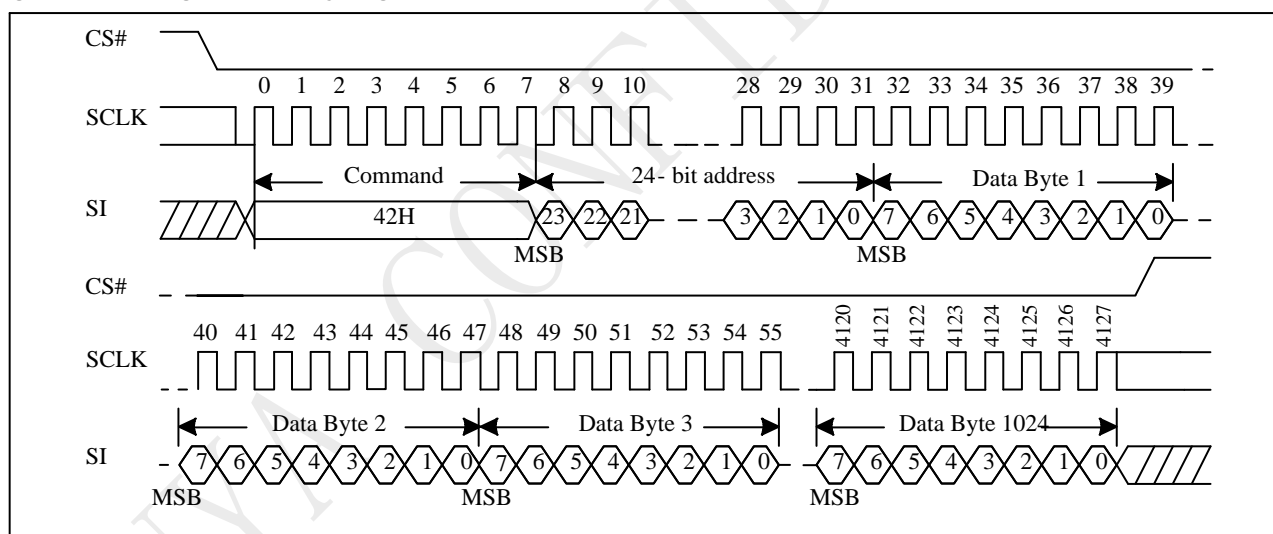 CS#
0 1 2 3 4 5 6 7 8 9 10 28 29 30 31 32 33 34 35 36 37 38 39
SCLK
Command 24- bit address Data Byte 1
SI 42H 23 22 21 3 2 1 0 7 6 5 4 3 2 1 0
MSB MSB
CS#
40 41 42 43 44 45 46 47 48 49 50 51 52 53 54 55 4120 4121 4122 4123 4124 4125 4126 4127
SCLK
Data Byte 2 Data Byte 3 Data Byte 1024
SI 7 6 5 4 3 2 1 0 7 6 5 4 3 2 1 0 7 6 5 4 3 2 1 0
MSB MSB MSB